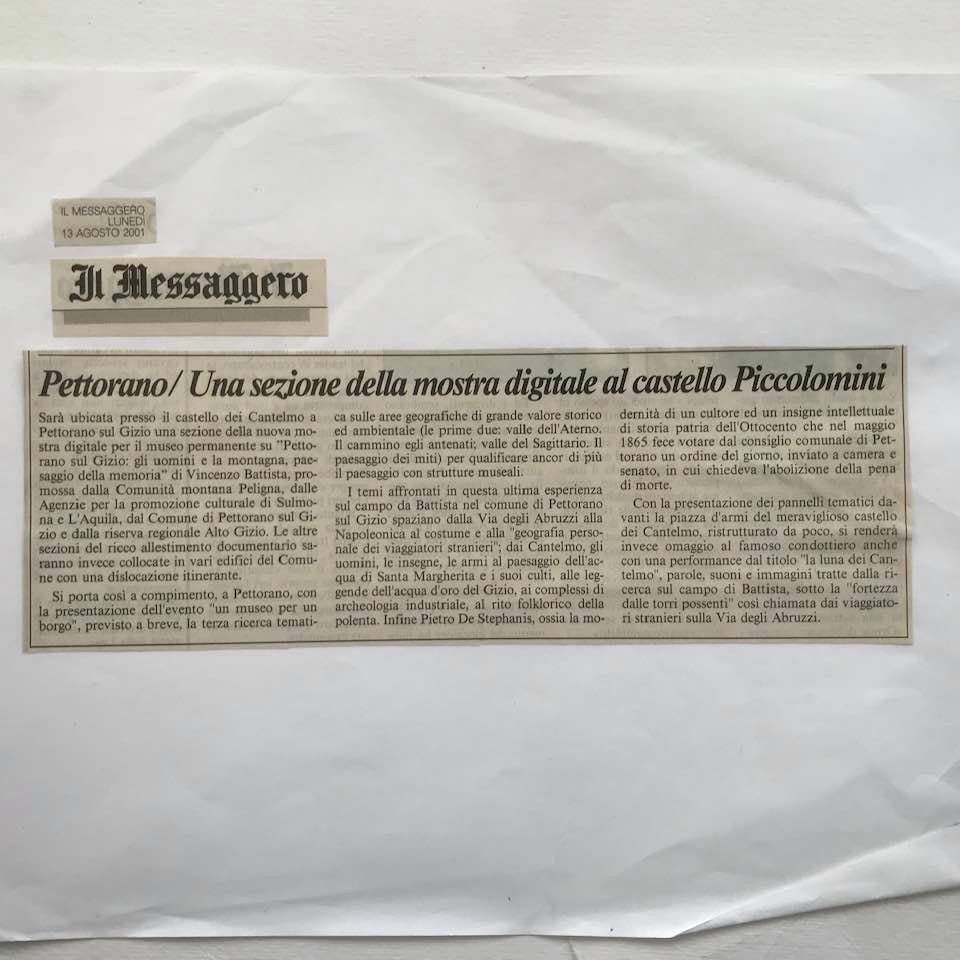 IL MESSAGGERO
LUNEDÌ
13 AGOSTO 2001
Il Messaggero
Pettorano/ Una sezione della mostra digitale al castello Piccolomini
Sarà ubicata presso il castello dei Cantelmo a
Pettorano sul Gizio una sezione della nuova mo-
stra digitale per il museo permanente su "Petto-
rano sul Gizio: gli uomini e la montagna, pae-
saggio della memoria" di Vincenzo Battista, pro-
mossa dalla Comunità montana Peligna, dalle
Agenzie per la promozione culturale di Sulmo-
na e L'Aquila, dal Comune di Pettorano sul Gi-
zio e dalla riserva regionale Alto Gizio. Le altre
sezioni del ricco allestimento documentario sa-
ranno invece collocate in vari edifici del Comu-
ne con una dislocazione itinerante.
Si porta così a compimento, a Pettorano, con
la presentazione dell'evento "un museo per un
borgo", previsto a breve, la terza ricerca temati-
ca sulle aree geografiche di grande valore storico
ed ambientale (le prime due: valle dell'Aterno.
Il cammino egli antenati; valle del Sagittario. Il
paesaggio dei miti) per qualificare ancor di più
il paesaggio con strutture museali.
I temi affrontati in questa ultima esperienza
sul campo da Battista nel comune di Pettorano
sul Gizio spaziano dalla Via degli Abruzzi alla
Napoleonica al costume e alla "geografia perso-
nale dei viaggiatori stranieri"; dai Cantelmo, gli
uomini, le insegne, le armi al paesaggio dell'ac-
qua di Santa Margherita e i suoi culti, alle leg-
gende dell'acqua d'oro del Gizio, ai complessi di
archeologia industriale, al rito folklorico della
polenta. Infine Pietro De Stephanis, ossia la mo-
dernità di un cultore ed un insigne intellettuale
di storia patria dell'Ottocento che nel maggio
1865 fece votare dal consiglio comunale di Pet-
torano un ordine del giorno, inviato a camera e
senato, in cui chiedeva l'abolizione della pena
di morte.
Con la presentazione dei pannelli tematici da-
vanti la piazza d'armi del meraviglioso castello
dei Cantelmo, ristrutturato da poco, si renderà
invece omaggio al famoso condottiero anche
con una performance dal titolo "la luna dei Can-
telmo", parole, suoni e immagini tratte dalla ri-
cerca sul campo di Battista, sotto la "fortezza
dalle torri possenti" così chiamata dai viaggiato-
ri stranieri sulla Via degli Abruzzi.